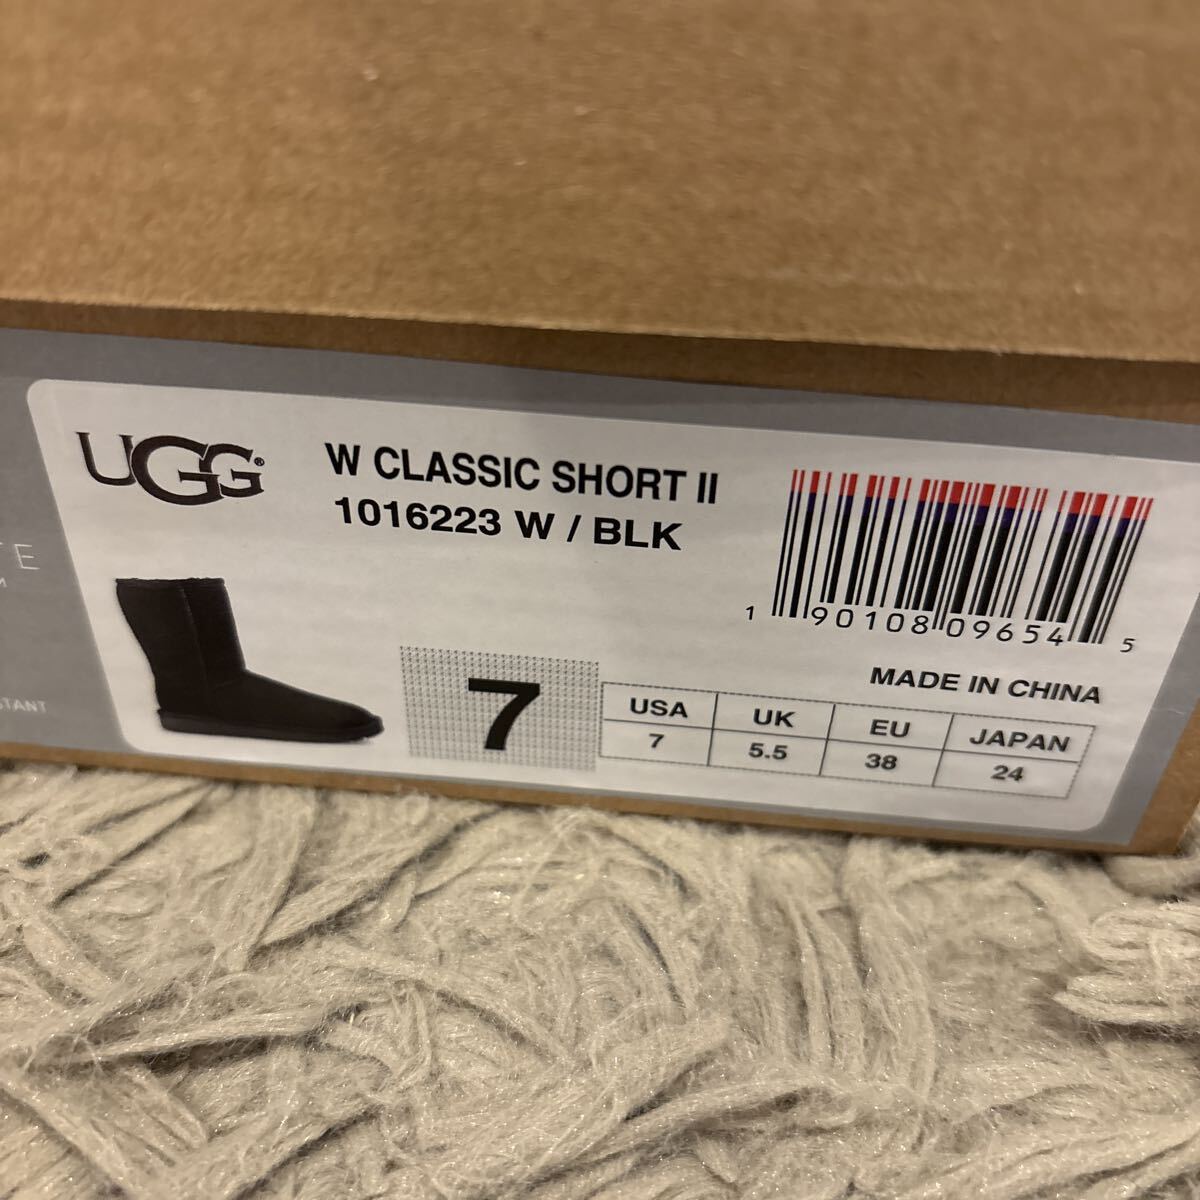 UGG®
W CLASSIC SHORT II
1016223 W / BLK
1 90108 09654 5
MADE IN CHINA
7
USA UK EU JAPAN
7 5.5 38 24